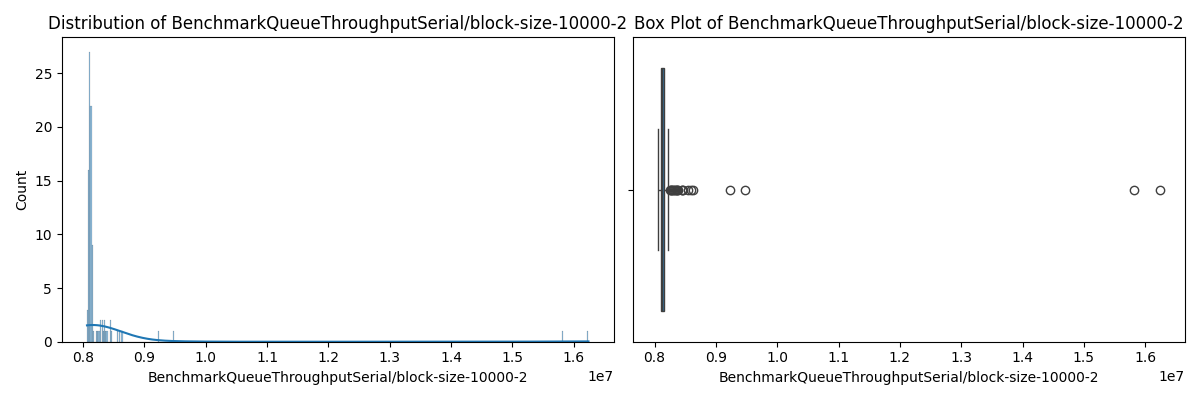 Distribution of BenchmarkQueueThroughputSerial/block-size-10000-2
Count
25
20
15
10
5
0
0.8 0.9 1.0 1.1 1.2 1.3 1.4 1.5 1.6
1e7
BenchmarkQueueThroughputSerial/block-size-10000-2
Box Plot of BenchmarkQueueThroughputSerial/block-size-10000-2
0.8 0.9 1.0 1.1 1.2 1.3 1.4 1.5 1.6
1e7
BenchmarkQueueThroughputSerial/block-size-10000-2